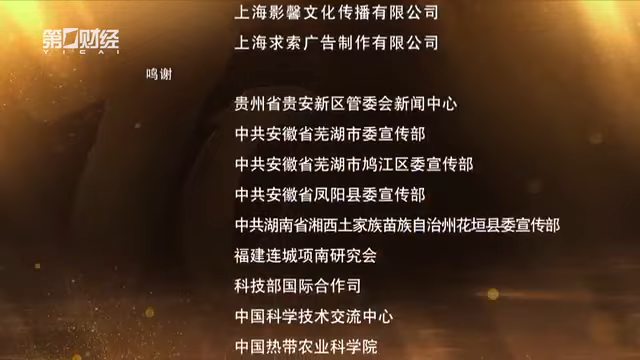 上海影馨文化传播有限公司
第一财经
YICAI
上海求索广告制作有限公司
鸣谢
贵州省贵安新区管委会新闻中心
中共安徽省芜湖市委宣传部
中共安徽省芜湖市鸠江区委宣传部
中共安徽省凤阳县委宣传部
中共湖南省湘西土家族苗族自治州花垣县委宣传部
福建连城项南研究会
科技部国际合作司
中国科学技术交流中心
中国热带农业科学院